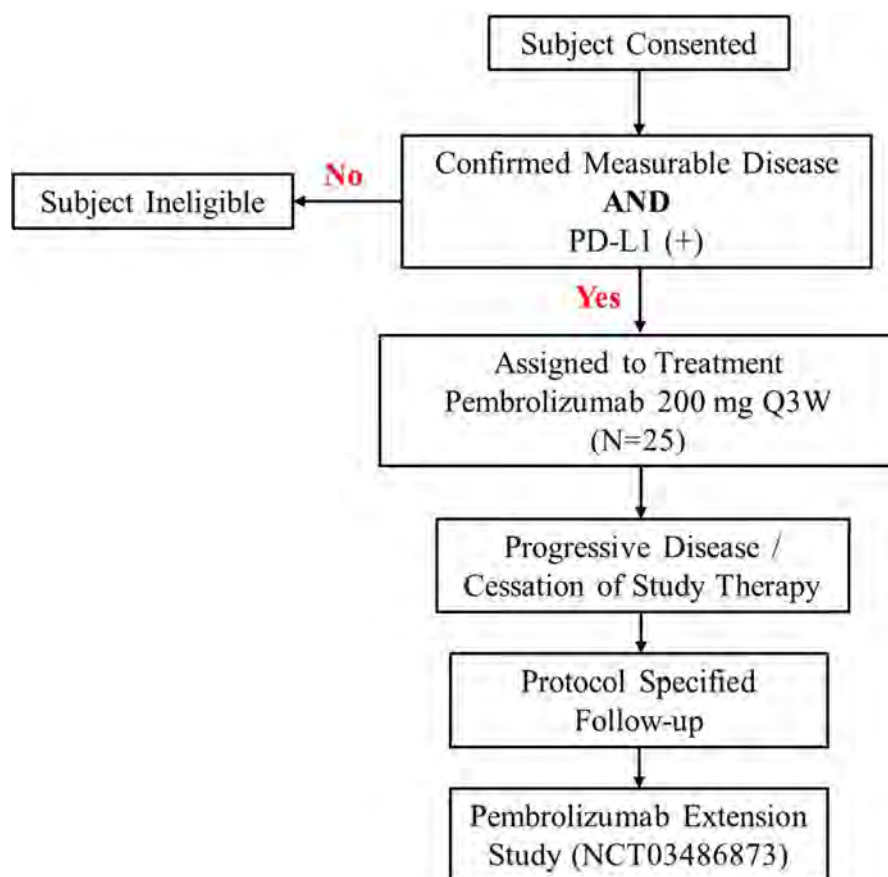 Subject Consented
Confirmed Measurable Disease
AND
PD-L1 (+)
No
Subject Ineligible
Yes
Assigned to Treatment
Pembrolizumab 200 mg Q3W
(N=25)
Progressive Disease /
Cessation of Study Therapy
Protocol Specified
Follow-up
Pembrolizumab Extension
Study (NCT03486873)